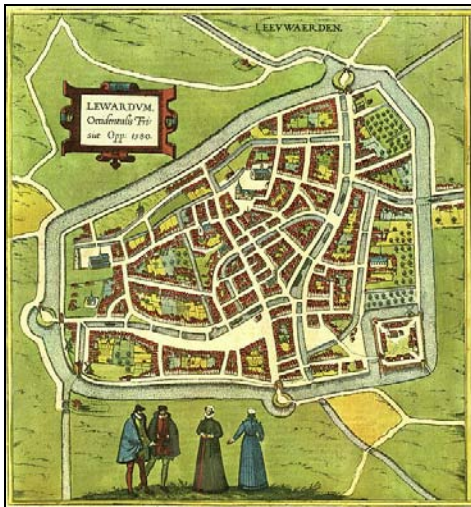 LEEVWAERDEN.
LEWARDVM.
Occidentalis Fri-
siae Opp: 1580.